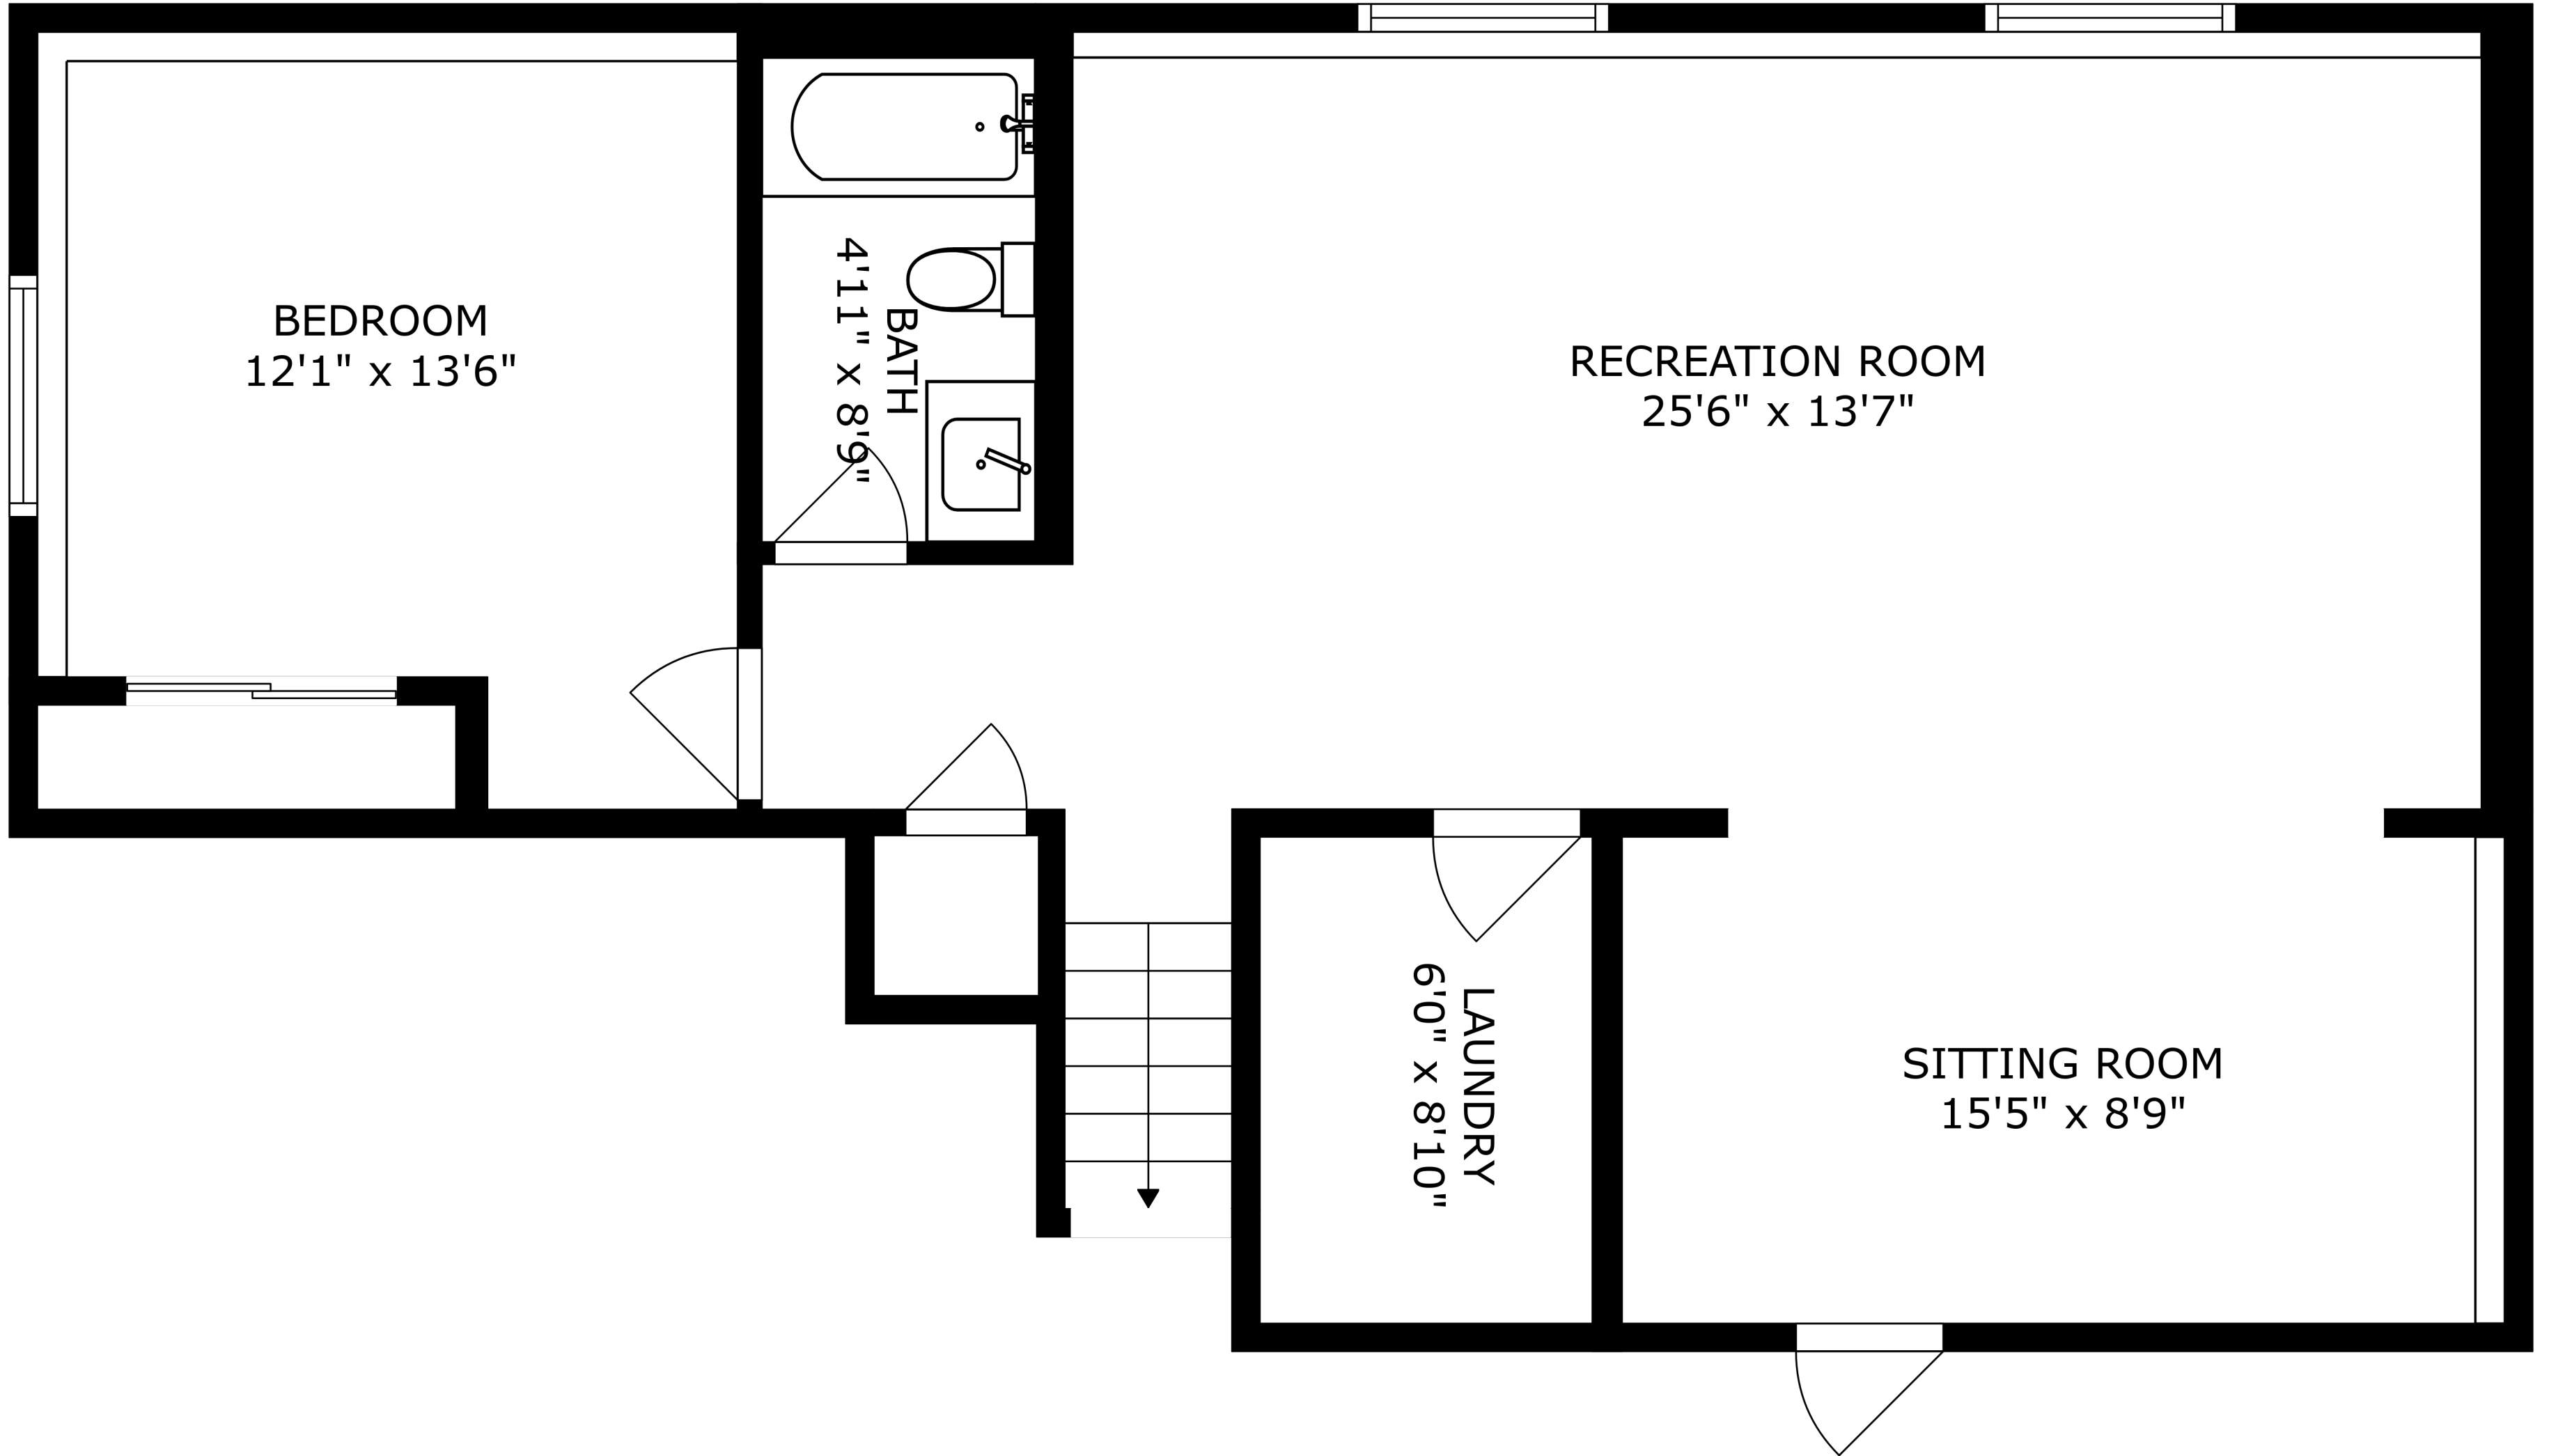 BEDROOM
12'1" x 13'6"
BATH
4'11" x 8'9"
RECREATION ROOM
25'6" x 13'7"
LAUNDRY
6'0" x 8'10"
SITTING ROOM
15'5" x 8'9"